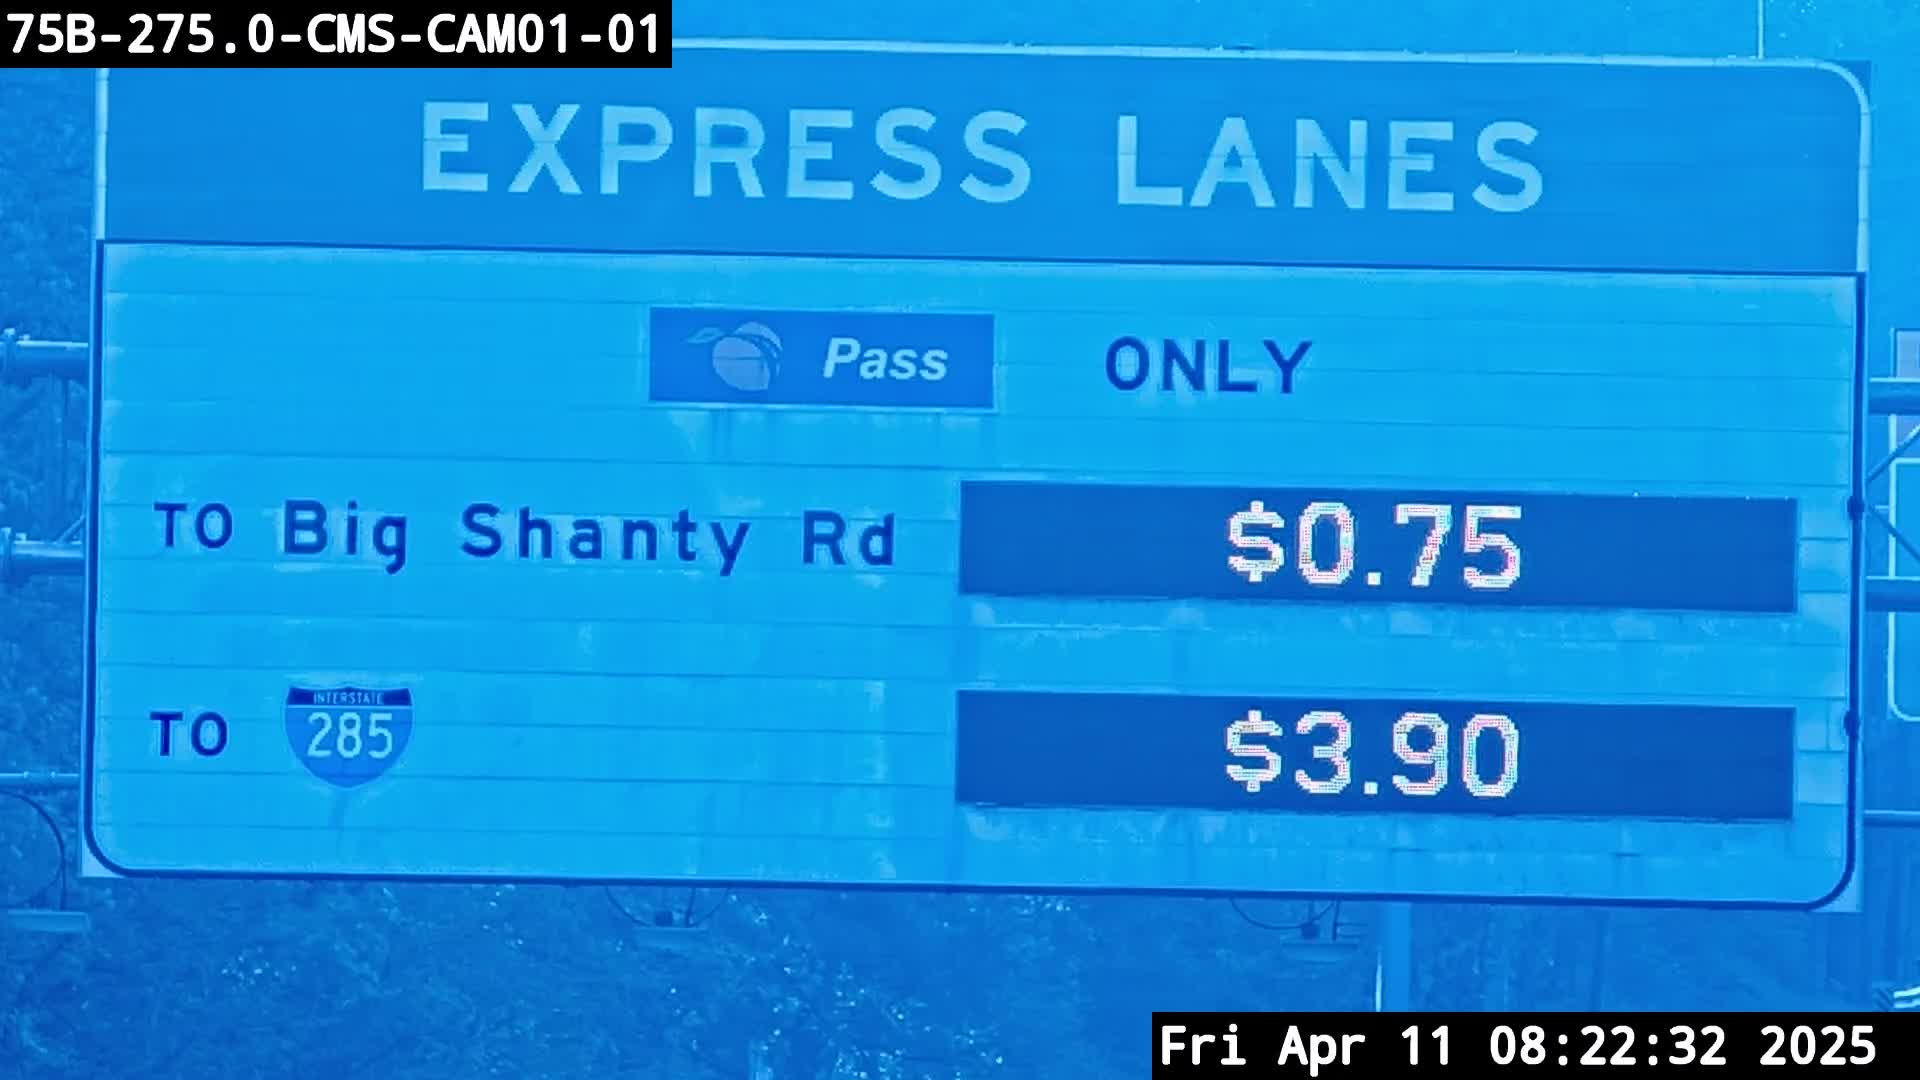 75B-275.0-CMS-CAM01-01
EXPRESS LANES
Pass ONLY
TO Big Shanty Rd $0.75
TO INTERSTATE 285 $3.90
Fri Apr 11 08:22:32 2025